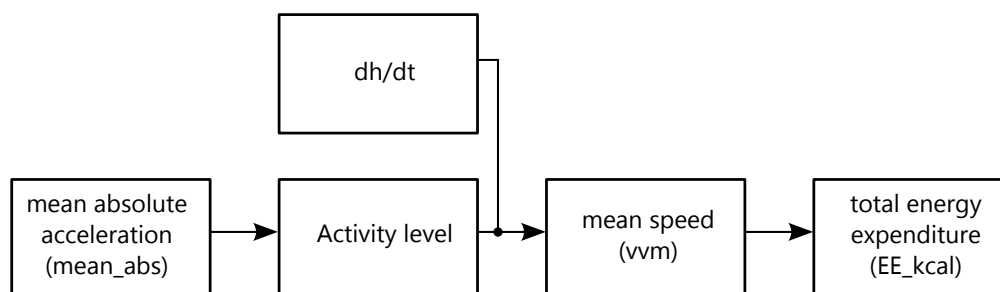 dh/dt
mean absolute
acceleration
(mean_abs)
Activity level
mean speed
(vvm)
total energy
expenditure
(EE_kcal)